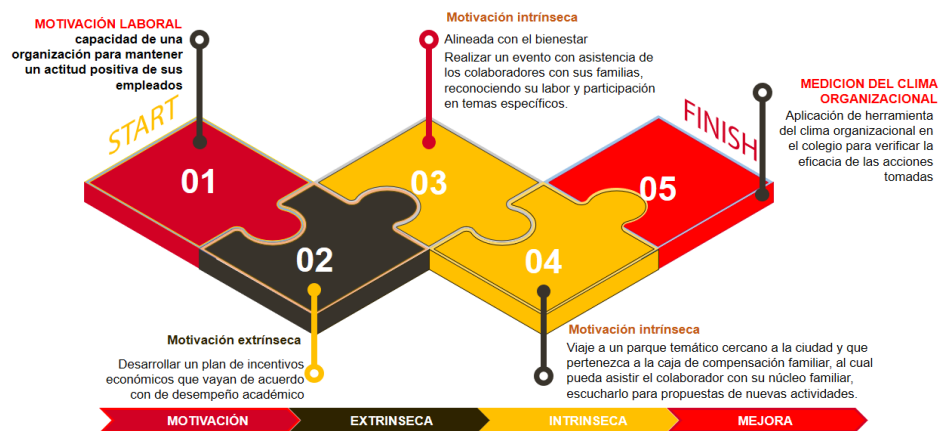 MOTIVACIÓN LABORAL
capacidad de una
organización para mantener
un actitud positiva de sus
empleados
START
01
Motivación extrínseca
Desarrollar un plan de incentivos
económicos que vayan de acuerdo
con de desempeño académico
02
Motivación intrínseca
Alineada con el bienestar
Realizar un evento con asistencia de
los colaboradores con sus familias,
reconociendo su labor y participación
en temas específicos.
03
Motivación intrínseca
Viaje a un parque temático cercano a la ciudad y que
pertenezca a la caja de compensación familiar, al cual
pueda asistir el colaborador con su núcleo familiar,
escucharlo para propuestas de nuevas actividades.
04
FINISH
05
MEDICION DEL CLIMA
ORGANIZACIONAL
Aplicación de herramienta
del clima organizacional en
el colegio para verificar la
eficacia de las acciones
tomadas
MOTIVACIÓN
EXTRINSECA
INTRINSECA
MEJORA